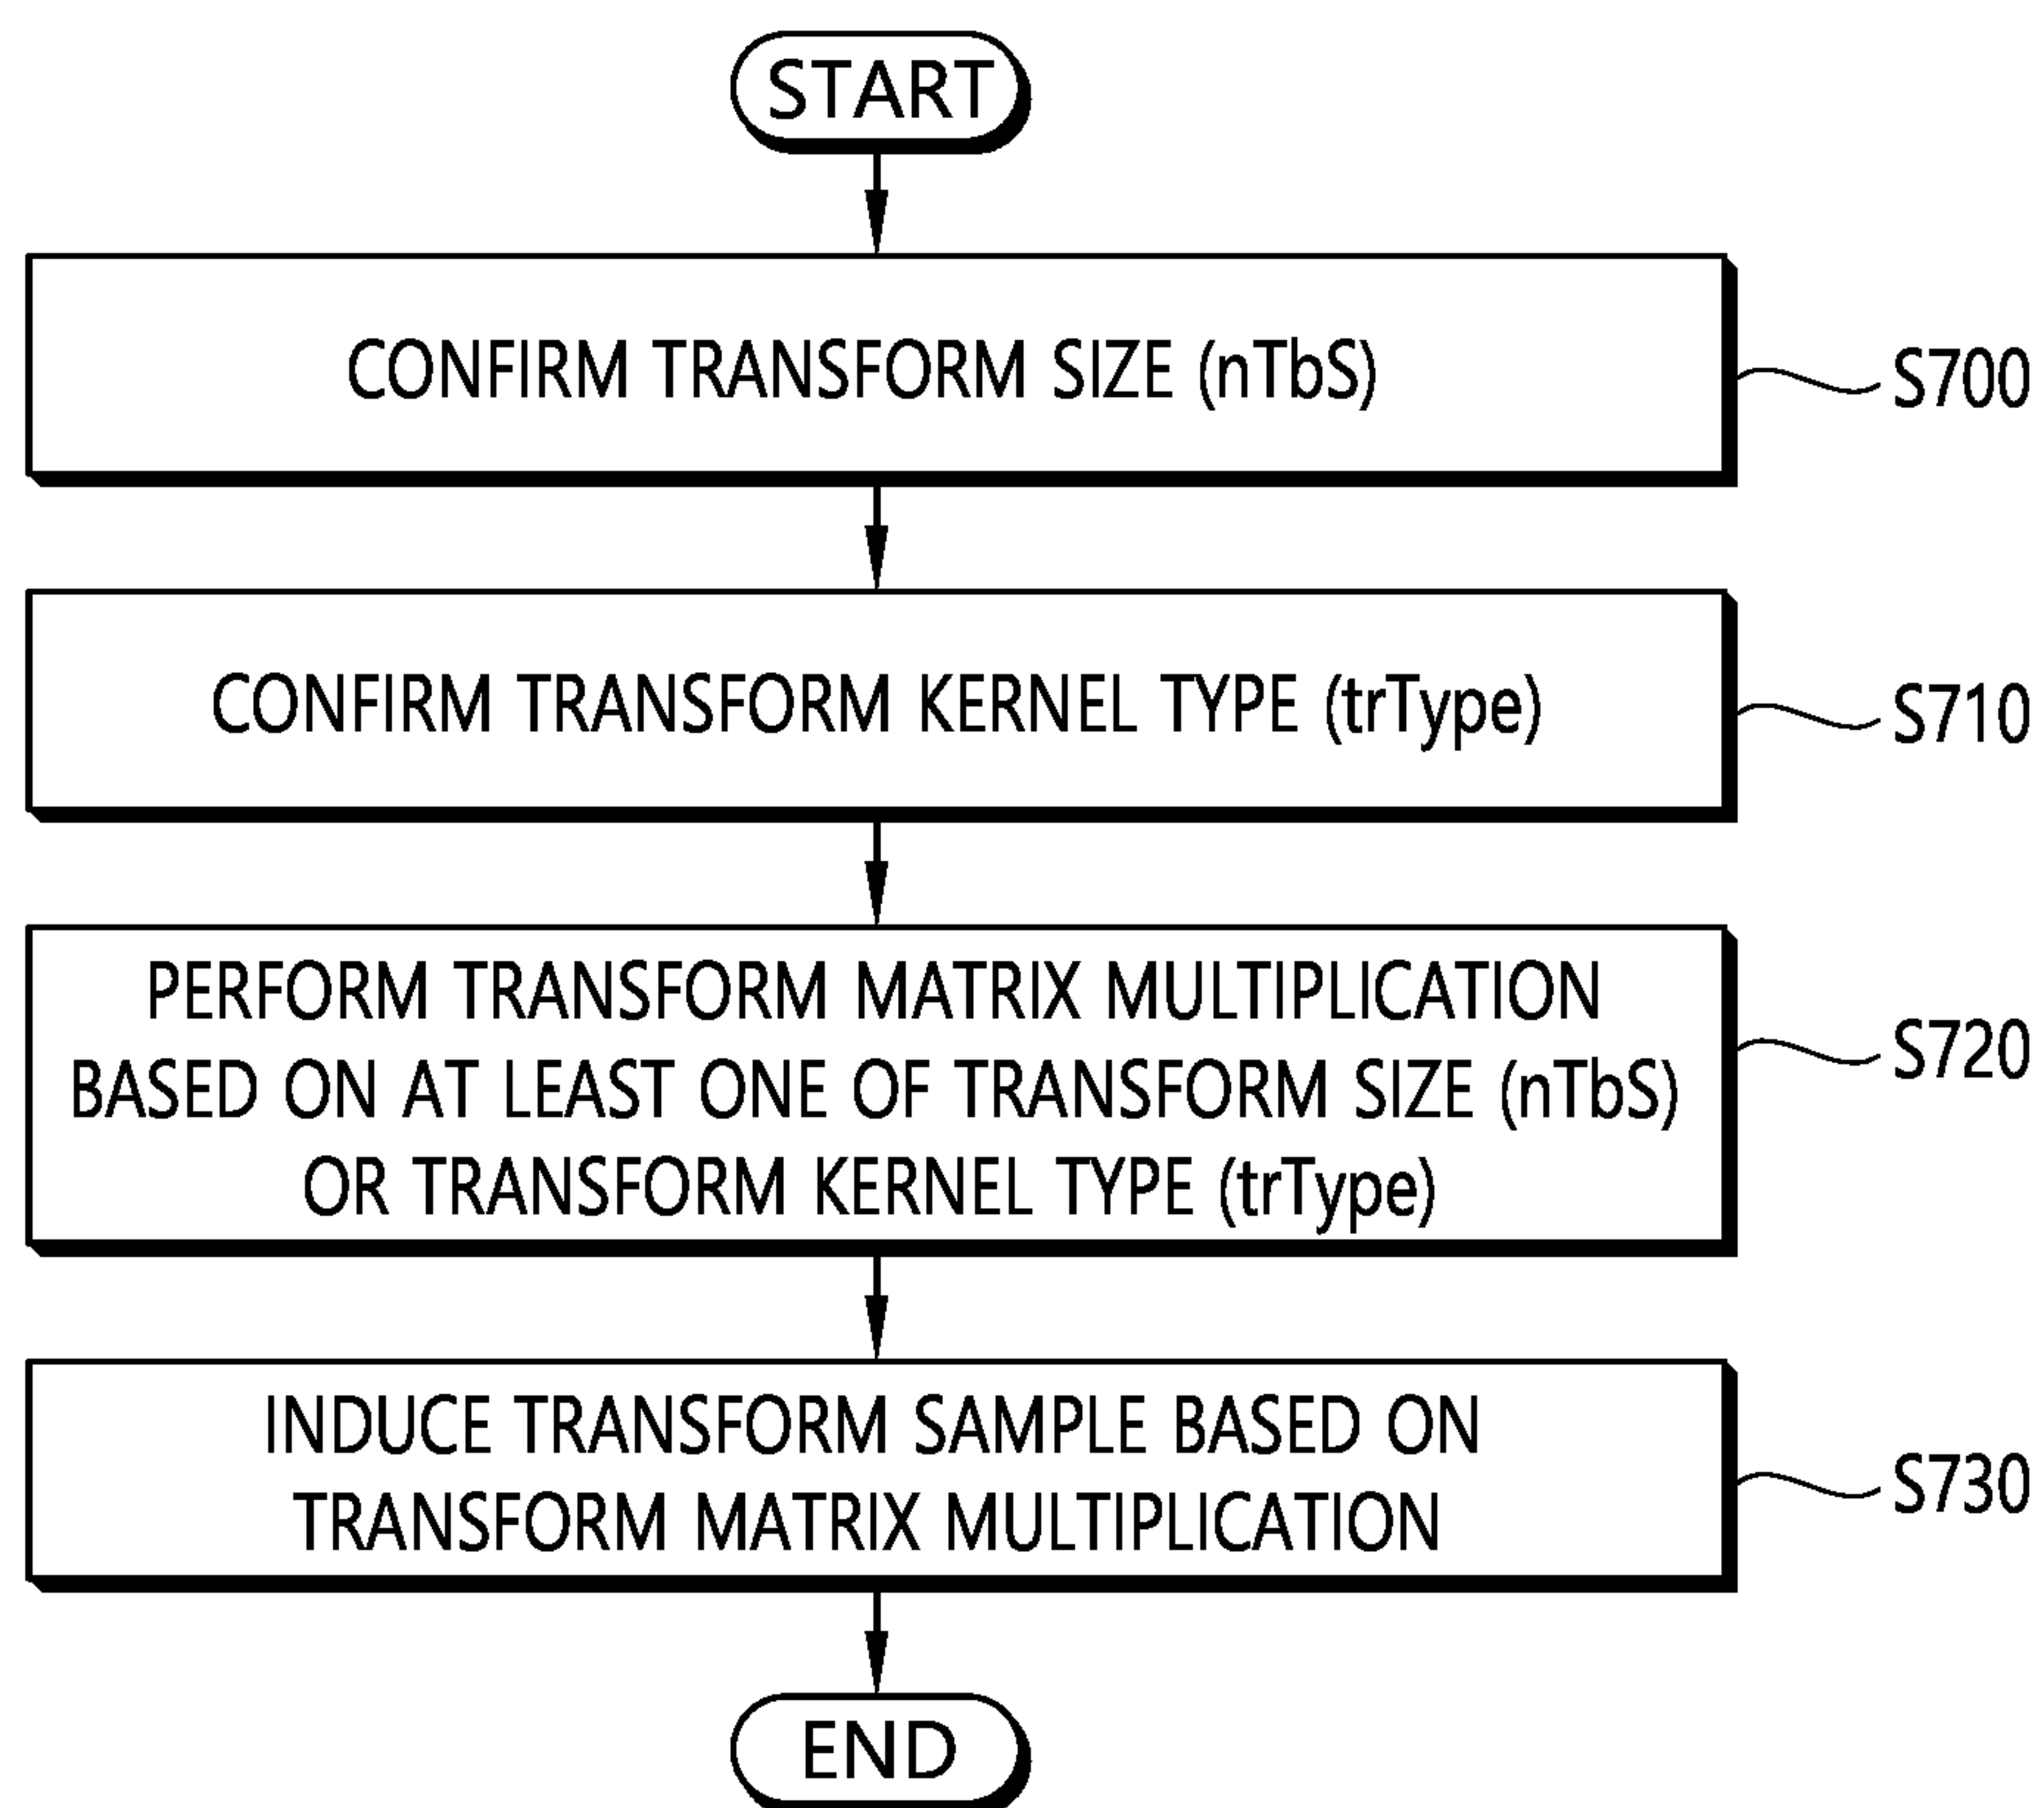 START
CONFIRM TRANSFORM SIZE (nTbS)
S700
CONFIRM TRANSFORM KERNEL TYPE (trType)
S710
PERFORM TRANSFORM MATRIX MULTIPLICATION
BASED ON AT LEAST ONE OF TRANSFORM SIZE (nTbS)
OR TRANSFORM KERNEL TYPE (trType)
S720
INDUCE TRANSFORM SAMPLE BASED ON
TRANSFORM MATRIX MULTIPLICATION
S730
END